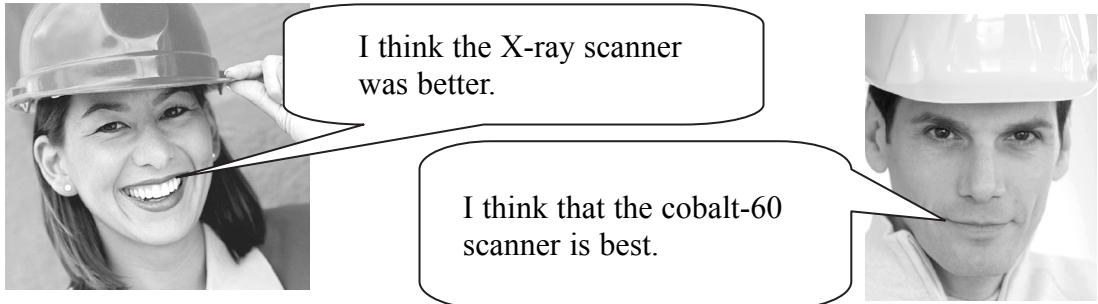 I think the X-ray scanner
was better.
I think that the cobalt-60
scanner is best.